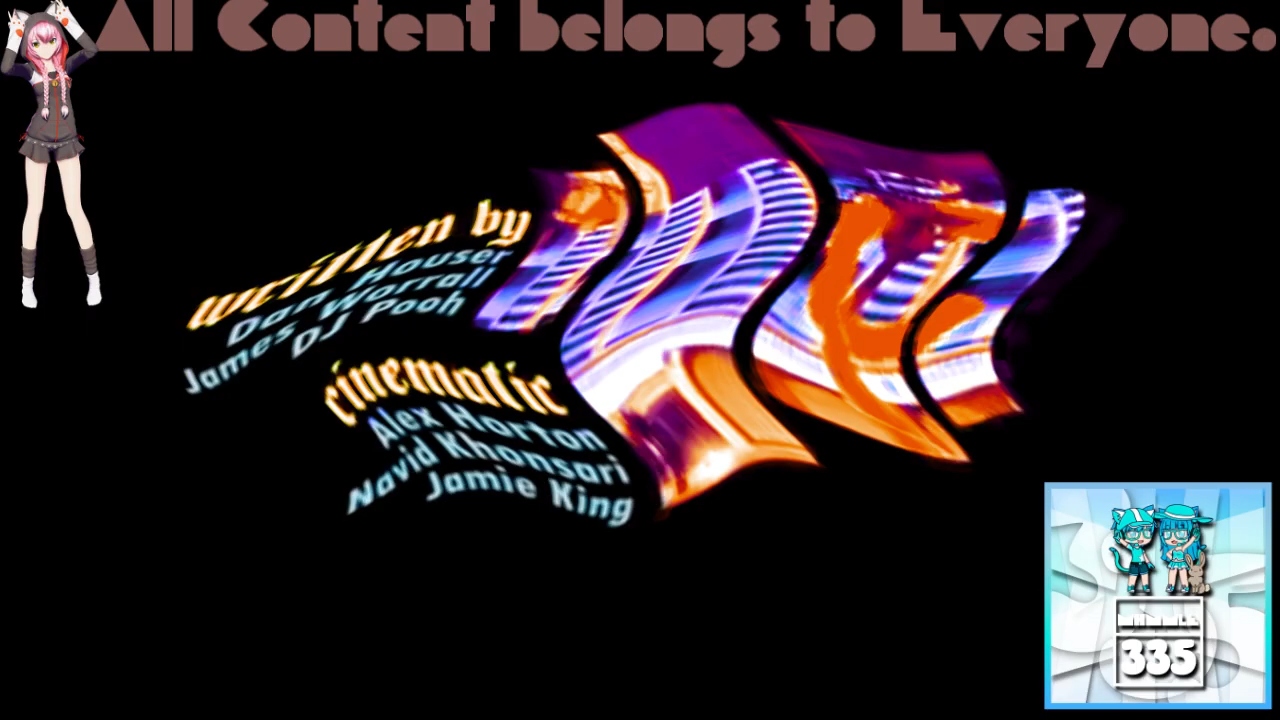 All Content belongs to Everyone.
written by
Dan Houser
James Worrall
DJ Pooh
cinematic
Alex Horton
Navid Khonsari
Jamie King
335